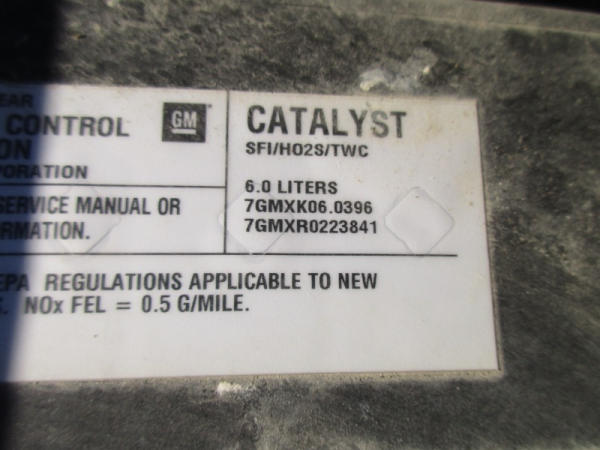 EAR
CONTROL
ON
PORATION
SERVICE MANUAL OR
RMATION.
GM
CATALYST
SFI/HO2S/TWC
6.0 LITERS
7GMXK06.0396
7GMXR0223841
EPA REGULATIONS APPLICABLE TO NEW
S. NOx FEL = 0.5 G/MILE.